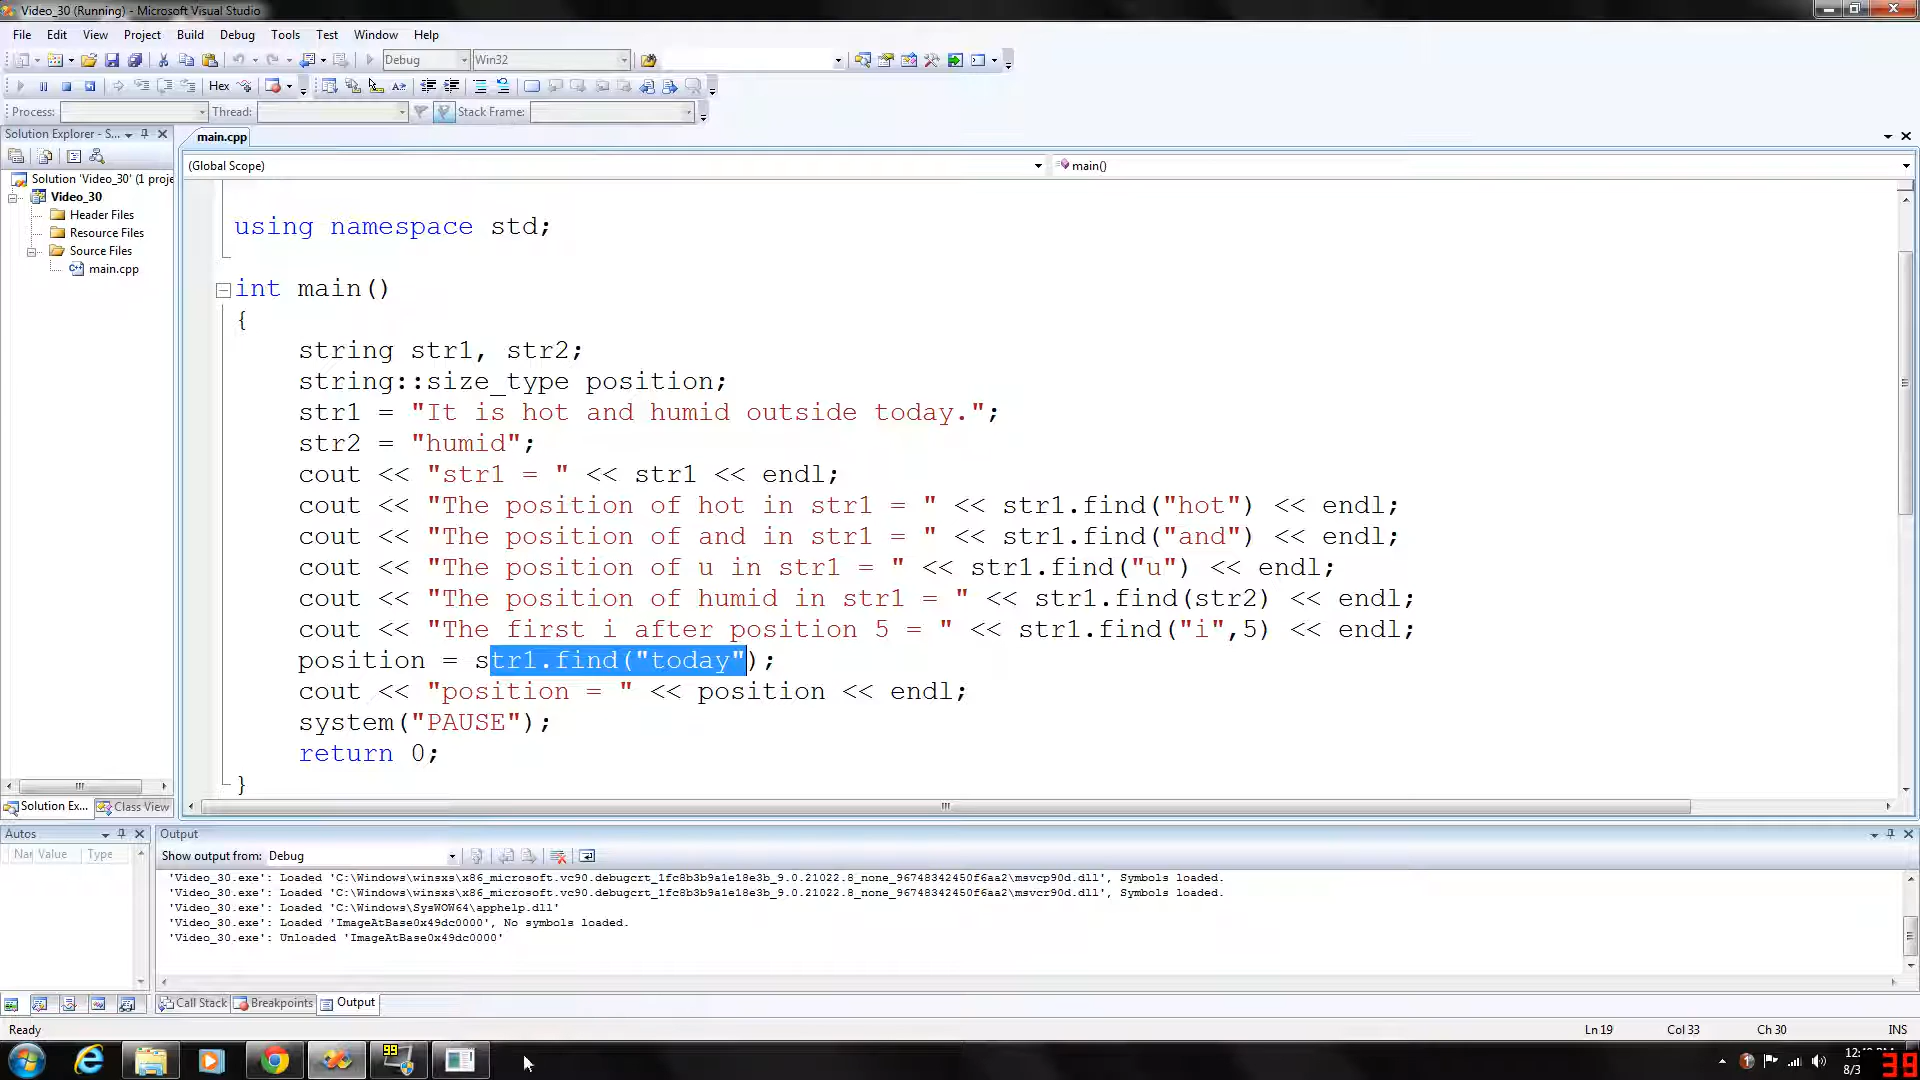 Video_30 (Running) - Microsoft Visual Studio
File Edit View Project Build Debug Tools Test Window Help
Debug Win32
Hex
Process: Thread: Stack Frame:
Solution Explorer - S...
main.cpp
(Global Scope) main()
Solution 'Video_30' (1 proje
Video_30
Header Files
Resource Files
Source Files
main.cpp
using namespace std;
int main()
{
string str1, str2;
string::size_type position;
str1 = "It is hot and humid outside today.";
str2 = "humid";
cout << "str1 = " << str1 << endl;
cout << "The position of hot in str1 = " << str1.find("hot") << endl;
cout << "The position of and in str1 = " << str1.find("and") << endl;
cout << "The position of u in str1 = " << str1.find("u") << endl;
cout << "The position of humid in str1 = " << str1.find(str2) << endl;
cout << "The first i after position 5 = " << str1.find("i",5) << endl;
position = str1.find("today");
cout << "position = " << position << endl;
system("PAUSE");
return 0;
}
Solution Ex... Class View
Autos
Nar Value Type
Output
Show output from: Debug
'Video_30.exe': Loaded 'C:\Windows\winsxs\x86_microsoft.vc90.debugcrt_1fc8b3b9a1e18e3b_9.0.21022.8_none_96748342450f6aa2\msvcp90d.dll', Symbols loaded.
'Video_30.exe': Loaded 'C:\Windows\winsxs\x86_microsoft.vc90.debugcrt_1fc8b3b9a1e18e3b_9.0.21022.8_none_96748342450f6aa2\msvcr90d.dll', Symbols loaded.
'Video_30.exe': Loaded 'C:\Windows\SysWOW64\apphelp.dll'
'Video_30.exe': Loaded 'ImageAtBase0x49dc0000', No symbols loaded.
'Video_30.exe': Unloaded 'ImageAtBase0x49dc0000'
Call Stack Breakpoints Output
Ready Ln 19 Col 33 Ch 30 INS
99
8/3
39